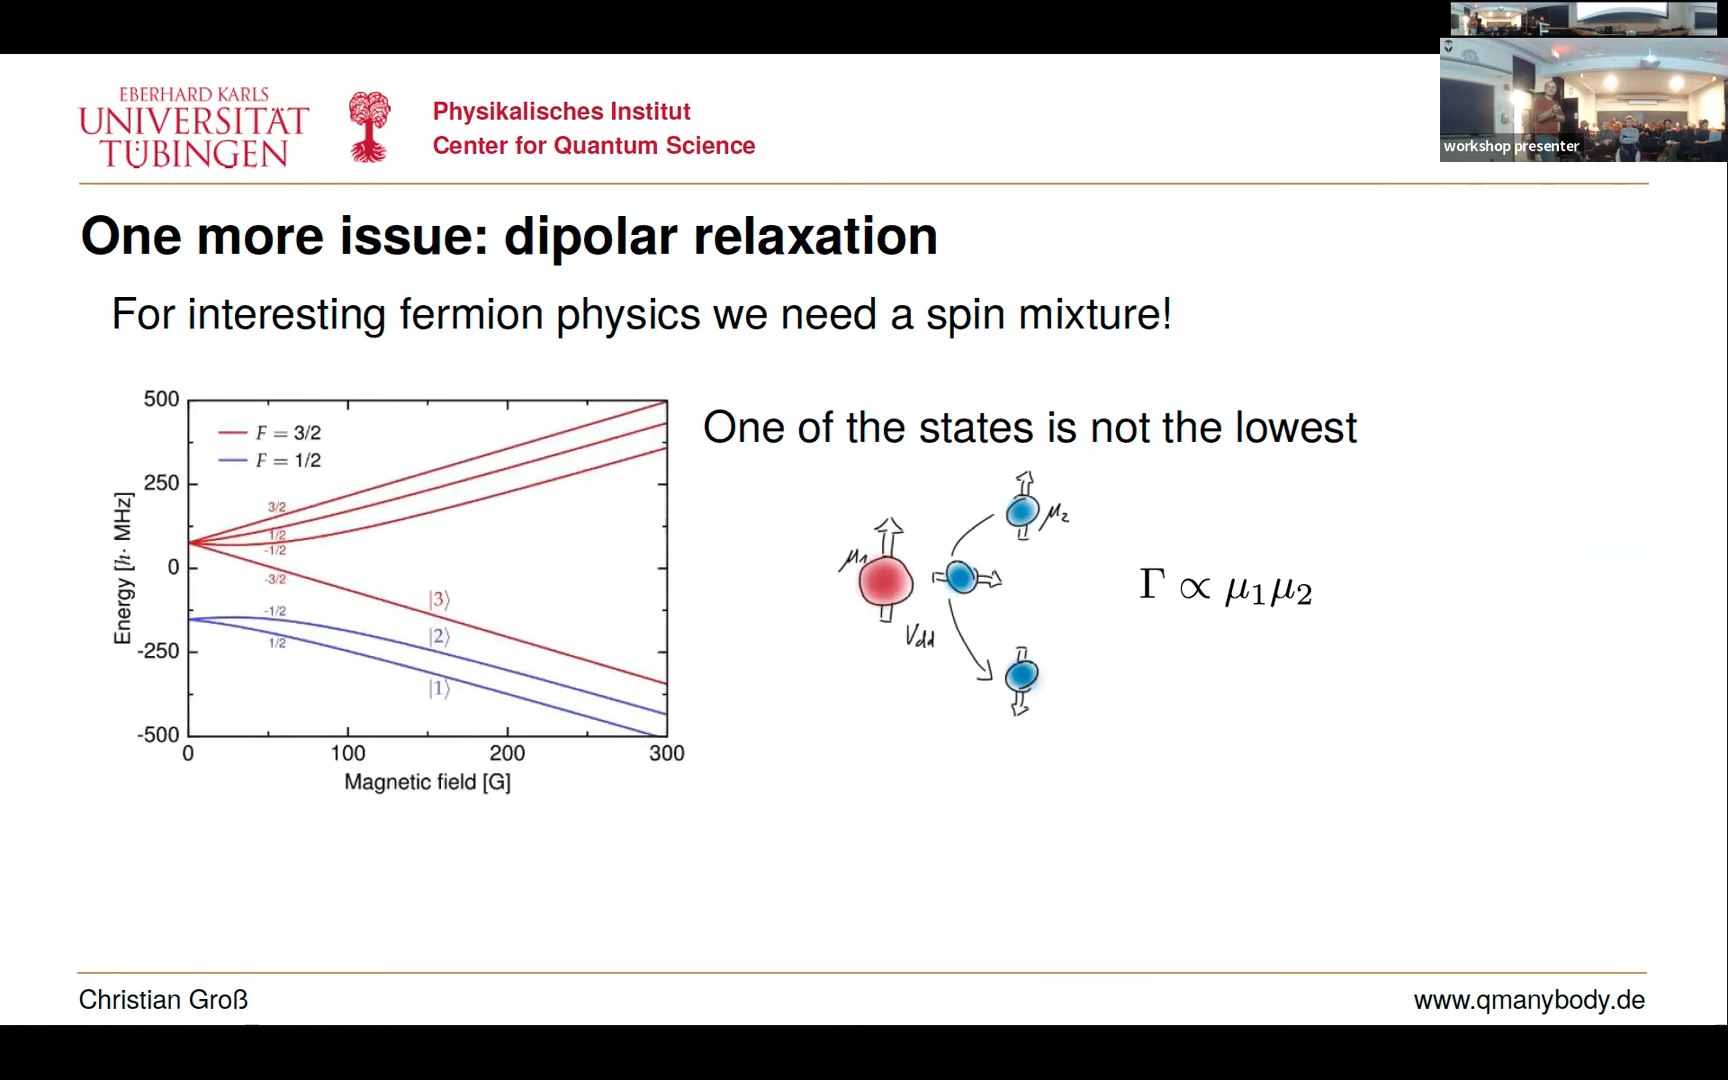 workshop presenter
EBERHARD KARLS
UNIVERSITÄT
TÜBINGEN
Physikalisches Institut
Center for Quantum Science
One more issue: dipolar relaxation
For interesting fermion physics we need a spin mixture!
500
250
0
-250
-500
Energy [h· MHz]
F = 3/2
F = 1/2
3/2
1/2
-1/2
-3/2
-1/2
1/2
|3⟩
|2⟩
|1⟩
0
100
200
300
Magnetic field [G]
One of the states is not the lowest
μ1
μ2
Vdd
Γ ∝ μ₁μ₂
Christian Groß
www.qmanybody.de